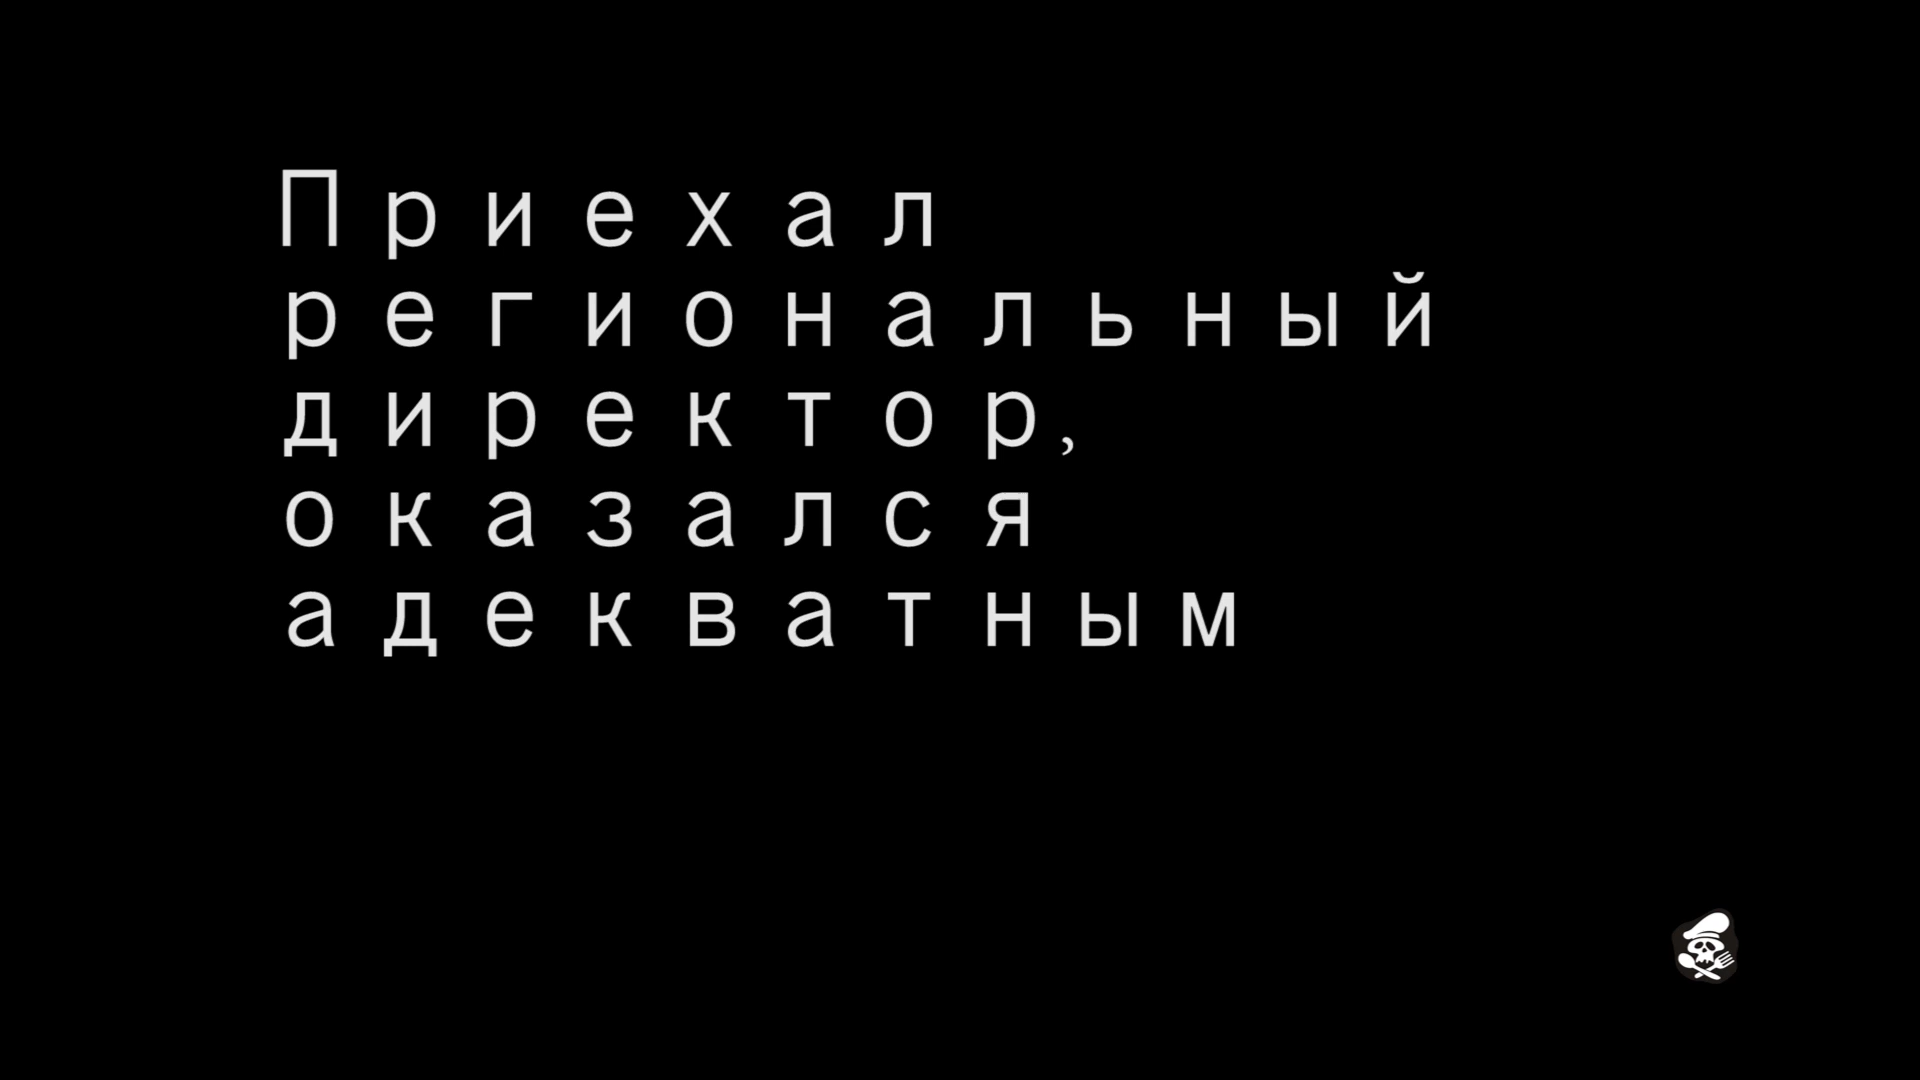 Приехал
региональный
директор,
оказался
адекватным